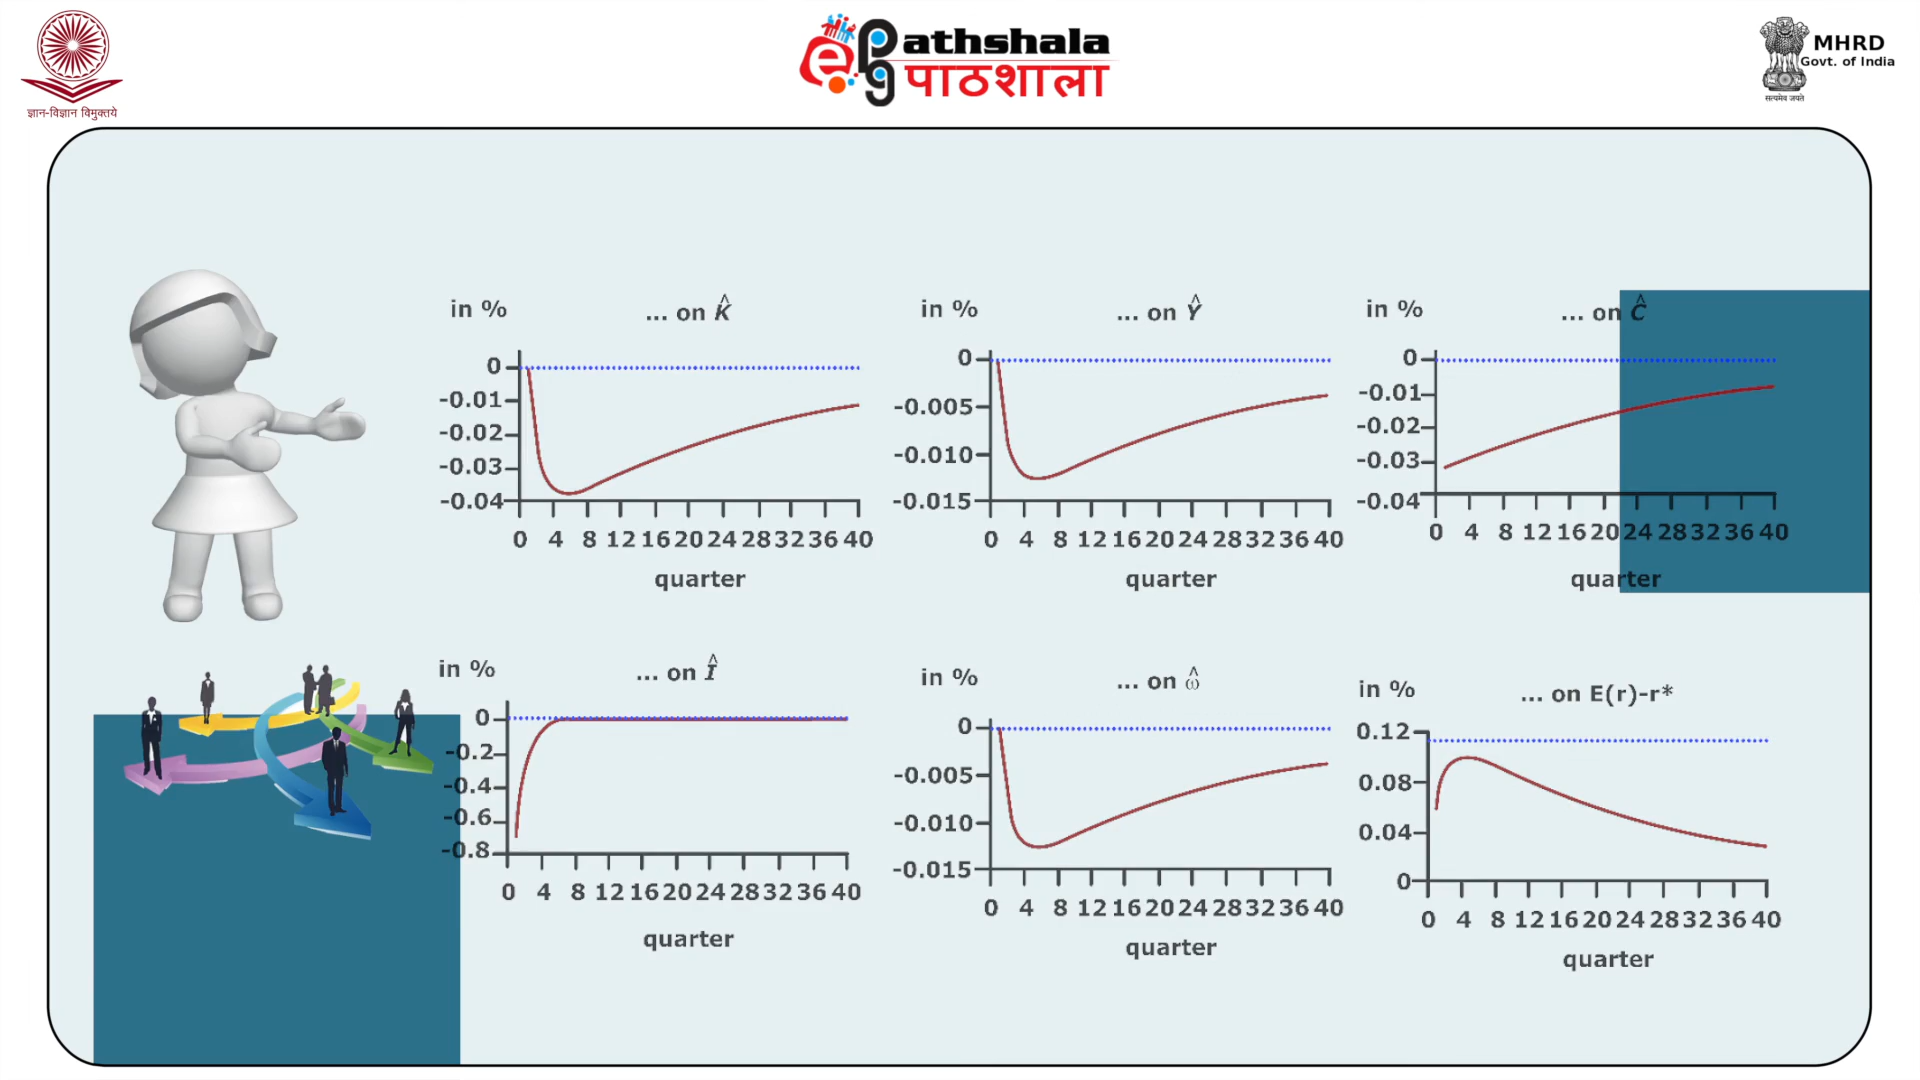 ज्ञान-विज्ञान विमुक्तये
e
pg
athshala
पाठशाला
MHRD
Govt. of India
सत्यमेव जयते
in % ... on K̂
0
-0.01
-0.02
-0.03
-0.04
0 4 8 12 16 20 24 28 32 36 40
quarter
in % ... on Ŷ
0
-0.005
-0.010
-0.015
0 4 8 12 16 20 24 28 32 36 40
quarter
in % ... on Ĉ
0
-0.01
-0.02
-0.03
-0.04
0 4 8 12 16 20 24 28 32 36 40
quarter
in % ... on Î
0
-0.2
-0.4
-0.6
-0.8
0 4 8 12 16 20 24 28 32 36 40
quarter
in % ... on ω̂
0
-0.005
-0.010
-0.015
0 4 8 12 16 20 24 28 32 36 40
quarter
in % ... on E(r)-r*
0.12
0.08
0.04
0
0 4 8 12 16 20 24 28 32 36 40
quarter